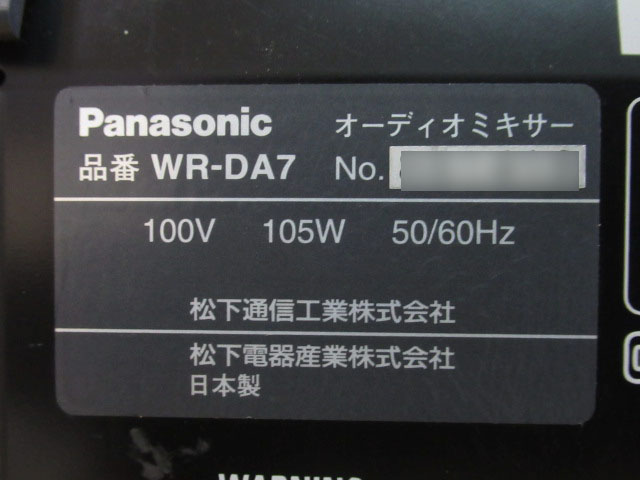 Panasonic オーディオミキサー
品番 WR-DA7 No.
100V 105W 50/60Hz
松下通信工業株式会社
松下電器産業株式会社
日本製
WARNING